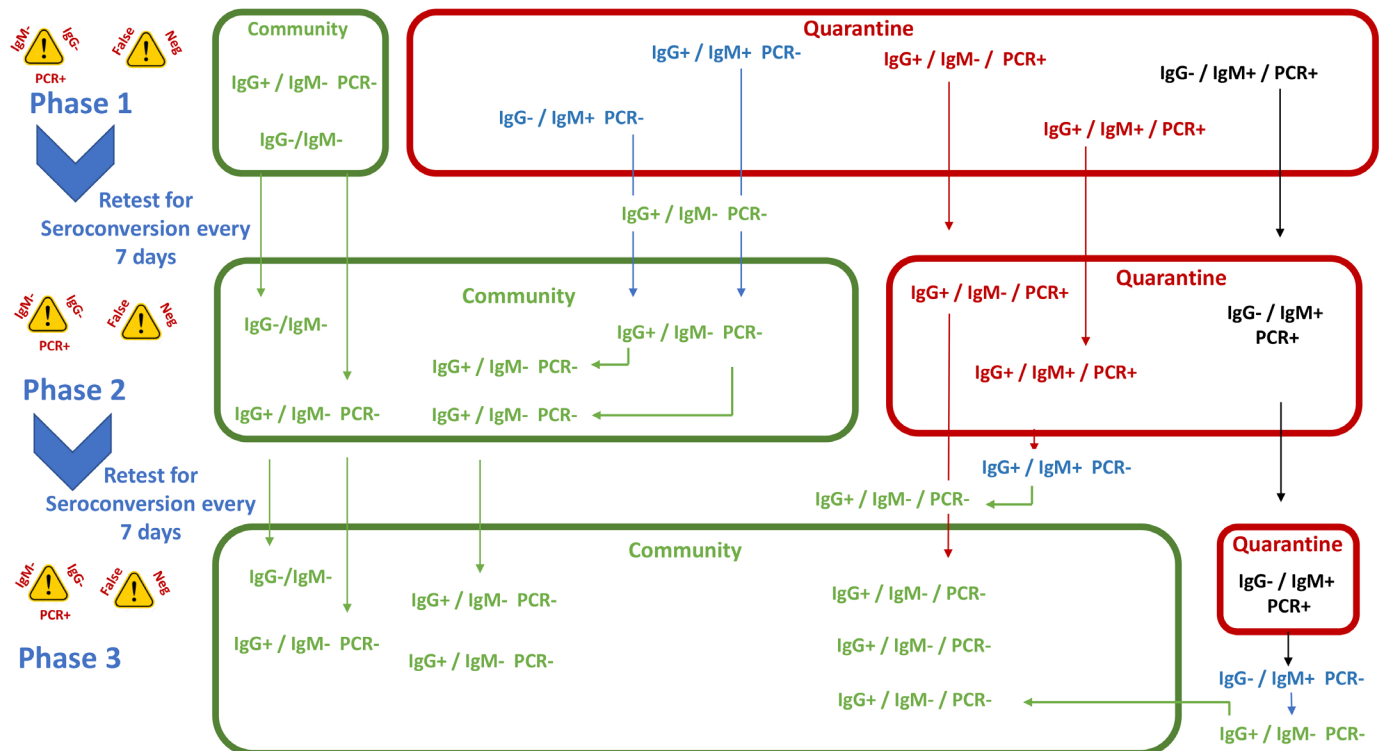 IgM-
IgG-
PCR+
False
Neg
Phase 1
Community
IgG+ / IgM-  PCR-
IgG-/IgM-
Quarantine
IgG+ / IgM+  PCR-
IgG- / IgM+  PCR-
IgG+ / IgM- / PCR+
IgG+ / IgM+ / PCR+
IgG- / IgM+ / PCR+
Retest for
Seroconversion every
7 days
IgG+ / IgM-  PCR-
IgM-
IgG-
PCR+
False
Neg
Phase 2
Community
IgG-/IgM-
IgG+ / IgM-  PCR-
IgG+ / IgM-  PCR-
IgG+ / IgM-  PCR-
IgG+ / IgM-  PCR-
Quarantine
IgG+ / IgM- / PCR+
IgG+ / IgM+ / PCR+
IgG- / IgM+
PCR+
Retest for
Seroconversion every
7 days
IgG+ / IgM+  PCR-
IgG+ / IgM- / PCR-
IgM-
IgG-
PCR+
False
Neg
Phase 3
Community
IgG-/IgM-
IgG+ / IgM-  PCR-
IgG+ / IgM-  PCR-
IgG+ / IgM-  PCR-
IgG+ / IgM- / PCR-
IgG+ / IgM- / PCR-
IgG+ / IgM- / PCR-
Quarantine
IgG- / IgM+
PCR+
IgG- / IgM+  PCR-
IgG+ / IgM-  PCR-